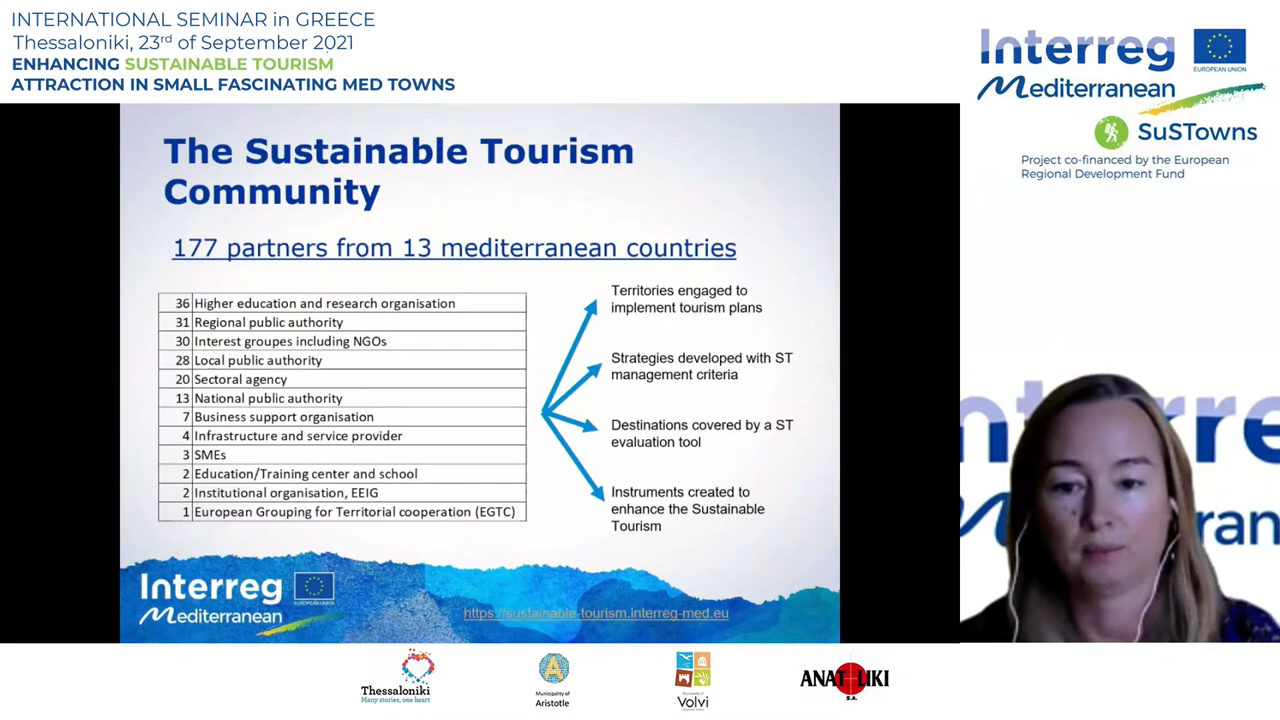 INTERNATIONAL SEMINAR in GREECE
Thessaloniki, 23rd of September 2021
ENHANCING SUSTAINABLE TOURISM
ATTRACTION IN SMALL FASCINATING MED TOWNS
Interreg
EUROPEAN UNION
Mediterranean
SuSTowns
Project co-financed by the European
Regional Development Fund
The Sustainable Tourism
Community
177 partners from 13 mediterranean countries
36 Higher education and research organisation
31 Regional public authority
30 Interest groupes including NGOs
28 Local public authority
20 Sectoral agency
13 National public authority
7 Business support organisation
4 Infrastructure and service provider
3 SMEs
2 Education/Training center and school
2 Institutional organisation, EEIG
1 European Grouping for Territorial cooperation (EGTC)
Territories engaged to
implement tourism plans
Strategies developed with ST
management criteria
Destinations covered by a ST
evaluation tool
Instruments created to
enhance the Sustainable
Tourism
Interreg
EUROPEAN UNION
Mediterranean
https://sustainable-tourism.interreg-med.eu
Thessaloniki
Many stories, one heart
Municipality of
Aristotle
Municipality of
Volvi
ANATOLIKI
S.A.